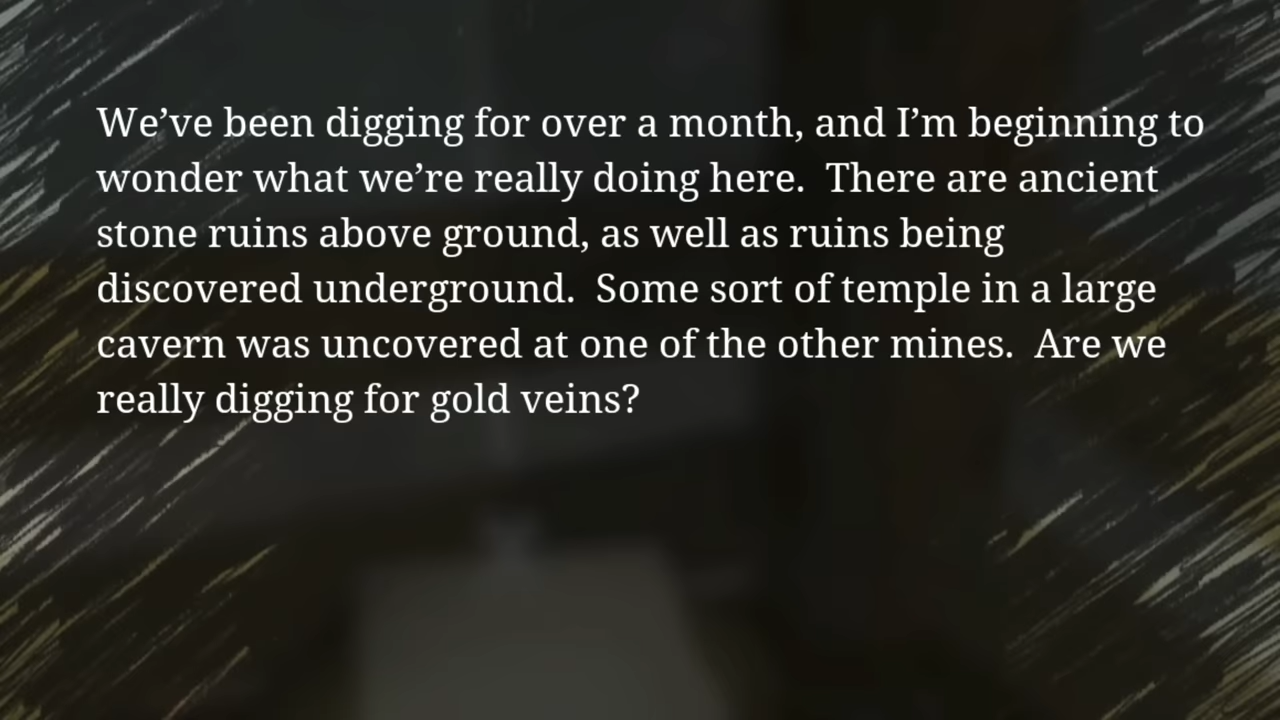 We’ve been digging for over a month, and I’m beginning to
wonder what we’re really doing here.  There are ancient
stone ruins above ground, as well as ruins being
discovered underground.  Some sort of temple in a large
cavern was uncovered at one of the other mines.  Are we
really digging for gold veins?